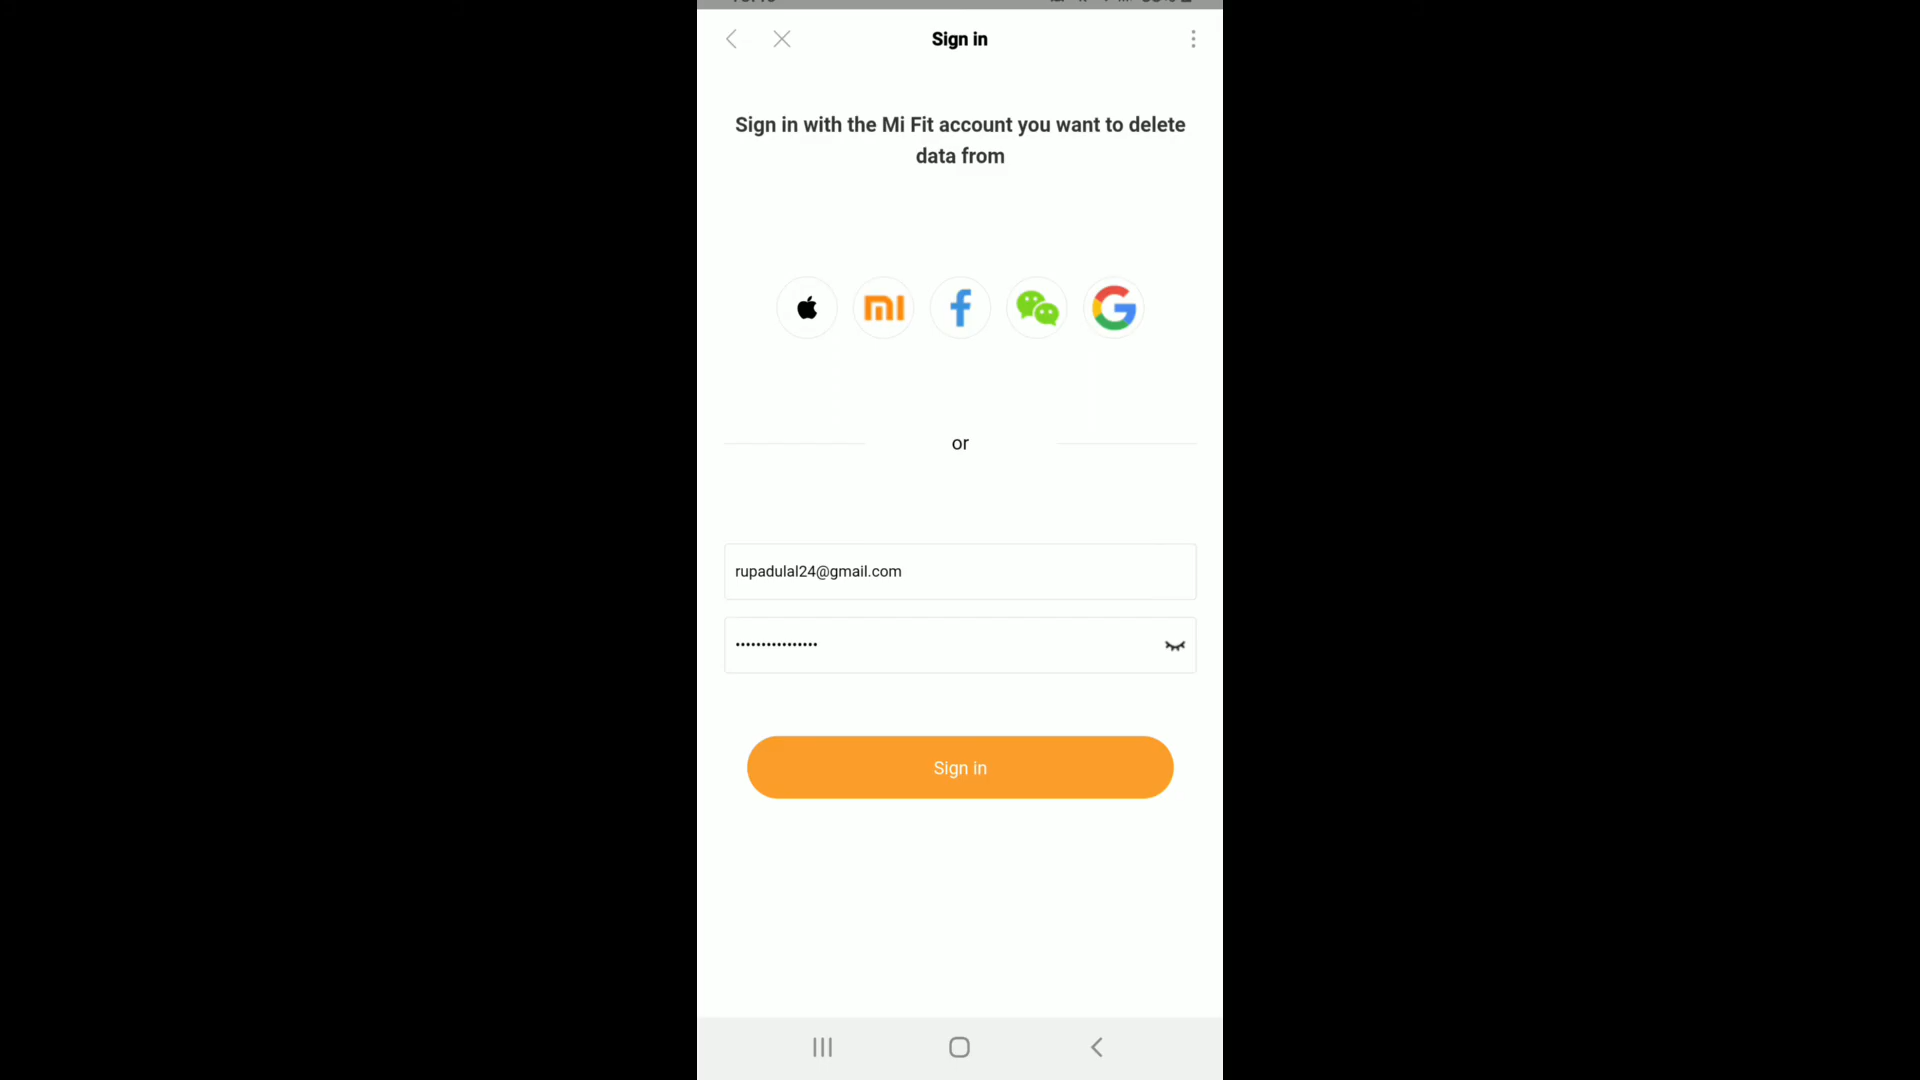 Sign in
Sign in with the Mi Fit account you want to delete
data from
mi
or
rupadulal24@gmail.com
••••••••••••••••
Sign in